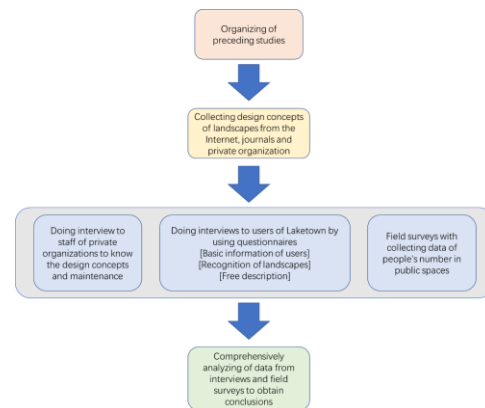 Organizing of
preceding studies
Collecting design concepts
of landscapes from the
Internet, journals and
private organization
Doing interview to
staff of private
organizations to know
the design concepts
and maintenance
Doing interviews to users of Laketown by
using questionnaires
[Basic information of users]
[Recognition of landscapes]
[Free description]
Field surveys with
collecting data of
people's number in
public spaces
Comprehensively
analyzing of data from
interviews and field
surveys to obtain
conclusions